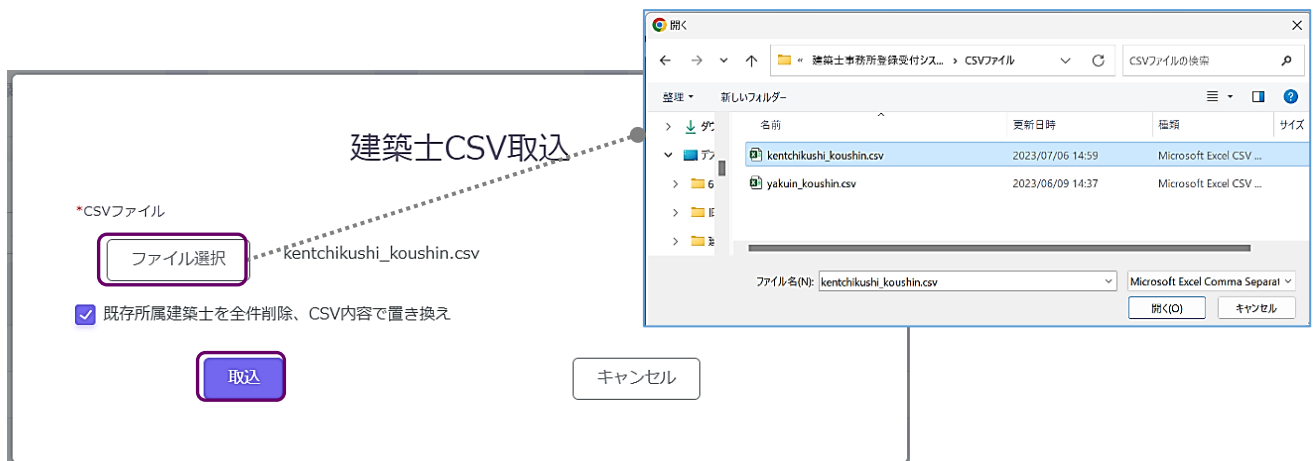 建築士CSV取込
*CSVファイル
ファイル選択
kentchikushi_koushin.csv
既存所属建築士を全件削除、CSV内容で置き換え
取込
キャンセル
開く
« 建築士事務所登録受付シス... › CSVファイル
CSVファイルの検索
整理
新しいフォルダー
名前 更新日時 種類 サイズ
kentchikushi_koushin.csv 2023/07/06 14:59 Microsoft Excel CSV ...
yakuin_koushin.csv 2023/06/09 14:37 Microsoft Excel CSV ...
ファイル名(N): kentchikushi_koushin.csv
Microsoft Excel Comma Separat
開く(O)
キャンセル